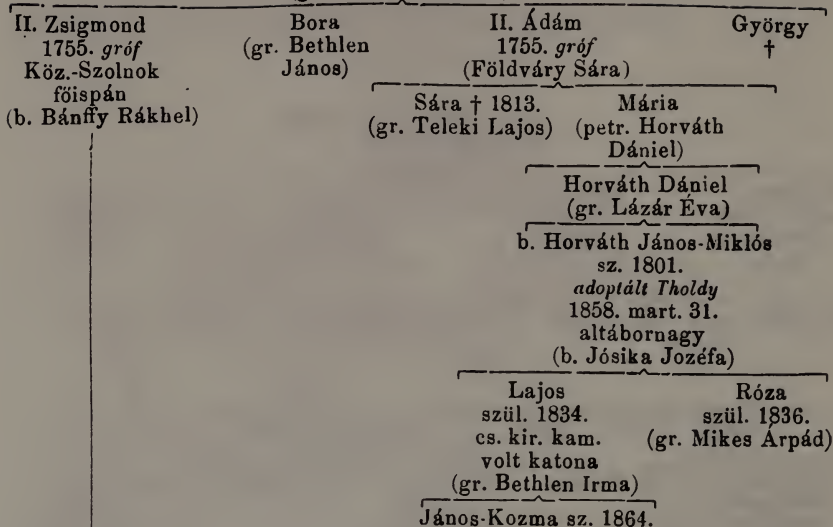 II. Zsigmond
1755. gróf
Köz.-Szolnok
főispán
(b. Bánffy Rákhel)
Bora
(gr. Bethlen
János)
II. Ádám
1755. gróf
(Földváry Sára)
György
†
Sára † 1813.
(gr. Teleki Lajos)
Mária
(petr. Horváth
Dániel)
Horváth Dániel
(gr. Lázár Éva)
b. Horváth János-Miklós
sz. 1801.
adoptált Tholdy
1858. mart. 31.
altábornagy
(b. Jósika Jozéfa)
Lajos
szül. 1834.
cs. kir. kam.
volt katona
(gr. Bethlen Irma)
Róza
szül. 1836.
(gr. Mikes Árpád)
János-Kozma sz. 1864.